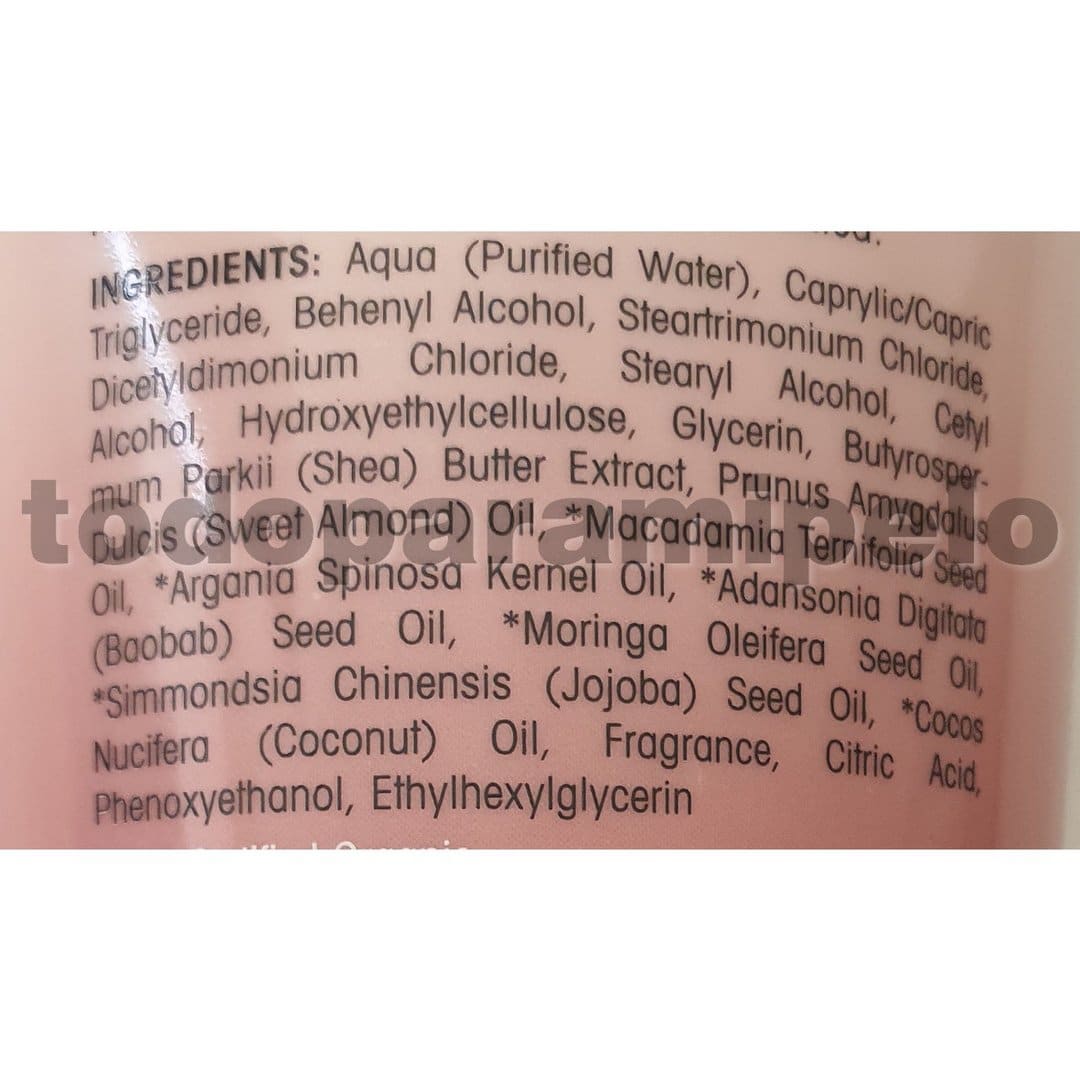 INGREDIENTS: Aqua (Purified Water), Caprylic/Capric
Triglyceride, Behenyl Alcohol, Steartrimonium Chloride,
Dicetyldimonium Chloride, Stearyl Alcohol, Cetyl
Alcohol, Hydroxyethylcellulose, Glycerin, Butyrosper-
mum Parkii (Shea) Butter Extract, Prunus Amygdalus
todoparamipelo
Dulcis (Sweet Almond) Oil, *Macadamia Ternifolia Seed
Oil, *Argania Spinosa Kernel Oil, *Adansonia Digitata
(Baobab) Seed Oil, *Moringa Oleifera Seed Oil,
*Simmondsia Chinensis (Jojoba) Seed Oil, *Cocos
Nucifera (Coconut) Oil, Fragrance, Citric Acid,
Phenoxyethanol, Ethylhexylglycerin